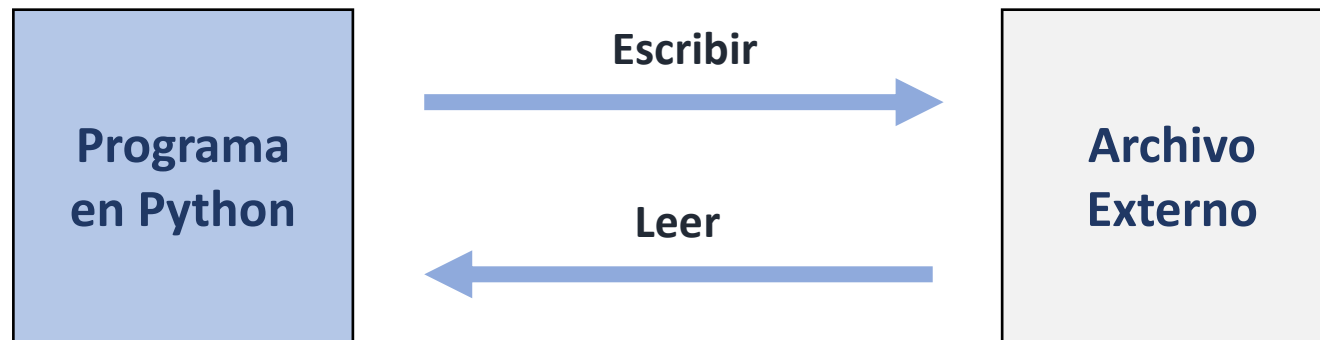 Escribir
Programa
en Python
Archivo
Externo
Leer